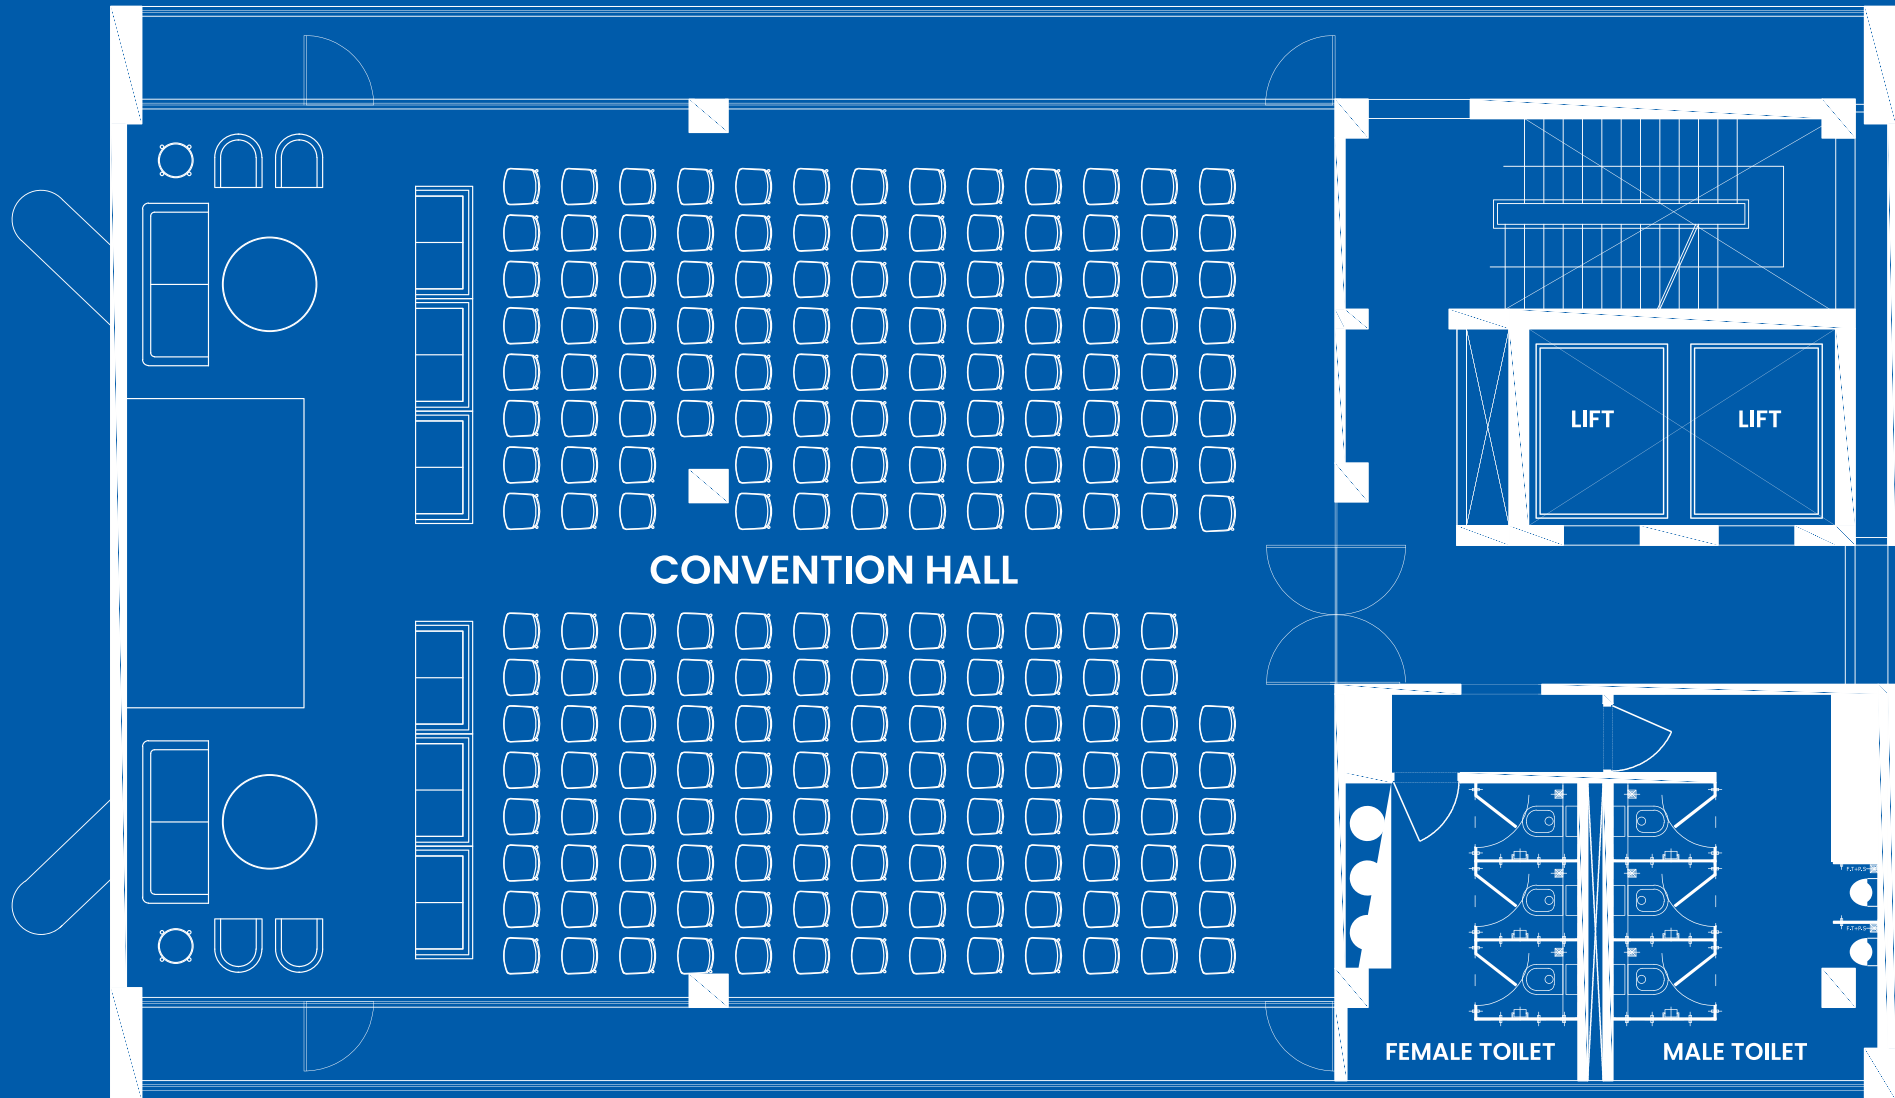 LIFT
LIFT
CONVENTION HALL
F.T+P.S
F.T+P.S
FEMALE TOILET
MALE TOILET